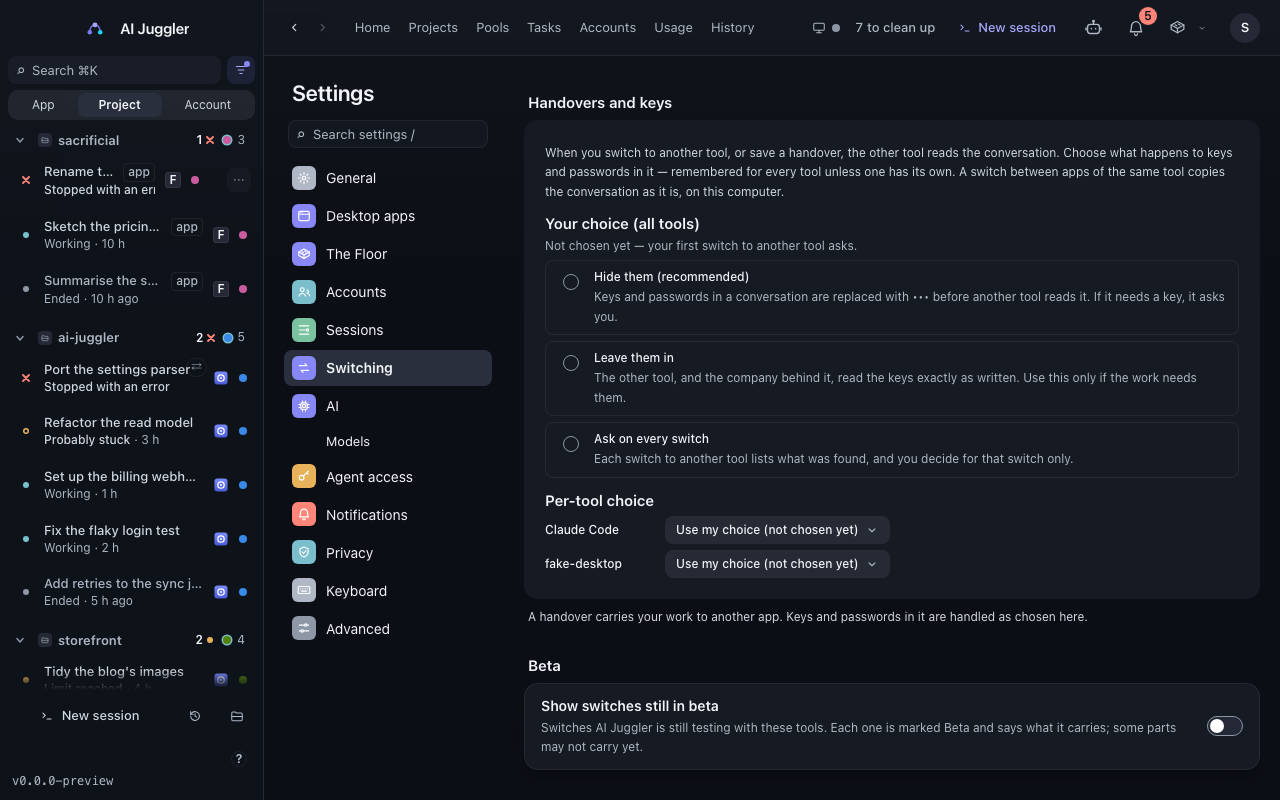 AI Juggler
Search ⌘K
App Project Account
sacrificial 1 3
Rename t... app F
Stopped with an err
Sketch the pricin... app F
Working · 10 h
Summarise the s... app F
Ended · 10 h ago
ai-juggler 2 5
Port the settings parser
Stopped with an error
Refactor the read model
Probably stuck · 3 h
Set up the billing webh...
Working · 1 h
Fix the flaky login test
Working · 2 h
Add retries to the sync j...
Ended · 5 h ago
storefront 2 4
Tidy the blog's images
Limit reached · 4 h
New session
?
v0.0.0-preview
Home Projects Pools Tasks Accounts Usage History
7 to clean up
New session
5
S
Settings
Search settings /
General
Desktop apps
The Floor
Accounts
Sessions
Switching
AI
Models
Agent access
Notifications
Privacy
Keyboard
Advanced
Handovers and keys
When you switch to another tool, or save a handover, the other tool reads the conversation. Choose what happens to keys
and passwords in it — remembered for every tool unless one has its own. A switch between apps of the same tool copies
the conversation as it is, on this computer.
Your choice (all tools)
Not chosen yet — your first switch to another tool asks.
Hide them (recommended)
Keys and passwords in a conversation are replaced with ••• before another tool reads it. If it needs a key, it asks
you.
Leave them in
The other tool, and the company behind it, read the keys exactly as written. Use this only if the work needs
them.
Ask on every switch
Each switch to another tool lists what was found, and you decide for that switch only.
Per-tool choice
Claude Code Use my choice (not chosen yet)
fake-desktop Use my choice (not chosen yet)
A handover carries your work to another app. Keys and passwords in it are handled as chosen here.
Beta
Show switches still in beta
Switches AI Juggler is still testing with these tools. Each one is marked Beta and says what it carries; some parts
may not carry yet.